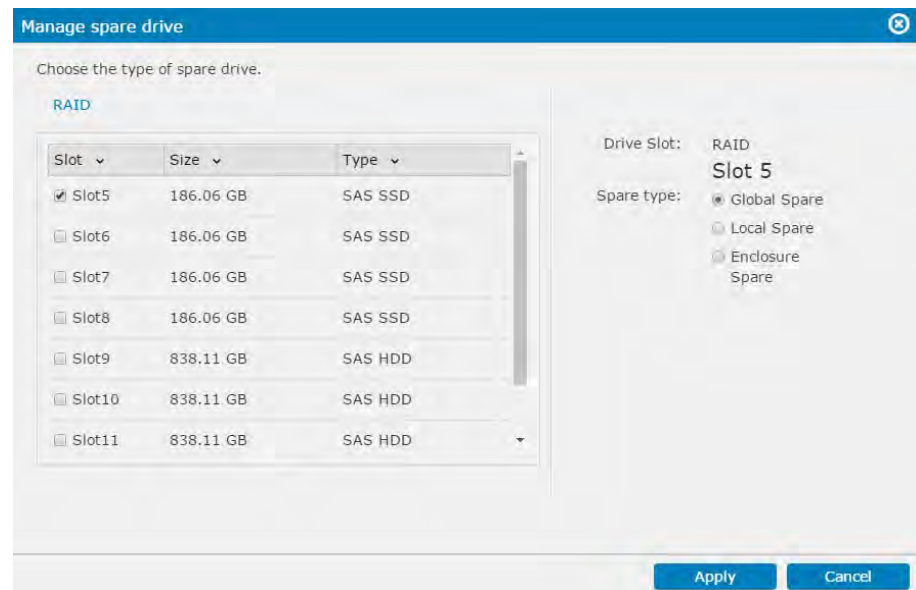 Manage spare drive
Choose the type of spare drive.
RAID
Slot Size Type
Slot5 186.06 GB SAS SSD
Slot6 186.06 GB SAS SSD
Slot7 186.06 GB SAS SSD
Slot8 186.06 GB SAS SSD
Slot9 838.11 GB SAS HDD
Slot10 838.11 GB SAS HDD
Slot11 838.11 GB SAS HDD
Drive Slot: RAID
Slot 5
Spare type: Global Spare
Local Spare
Enclosure
Spare
Apply Cancel